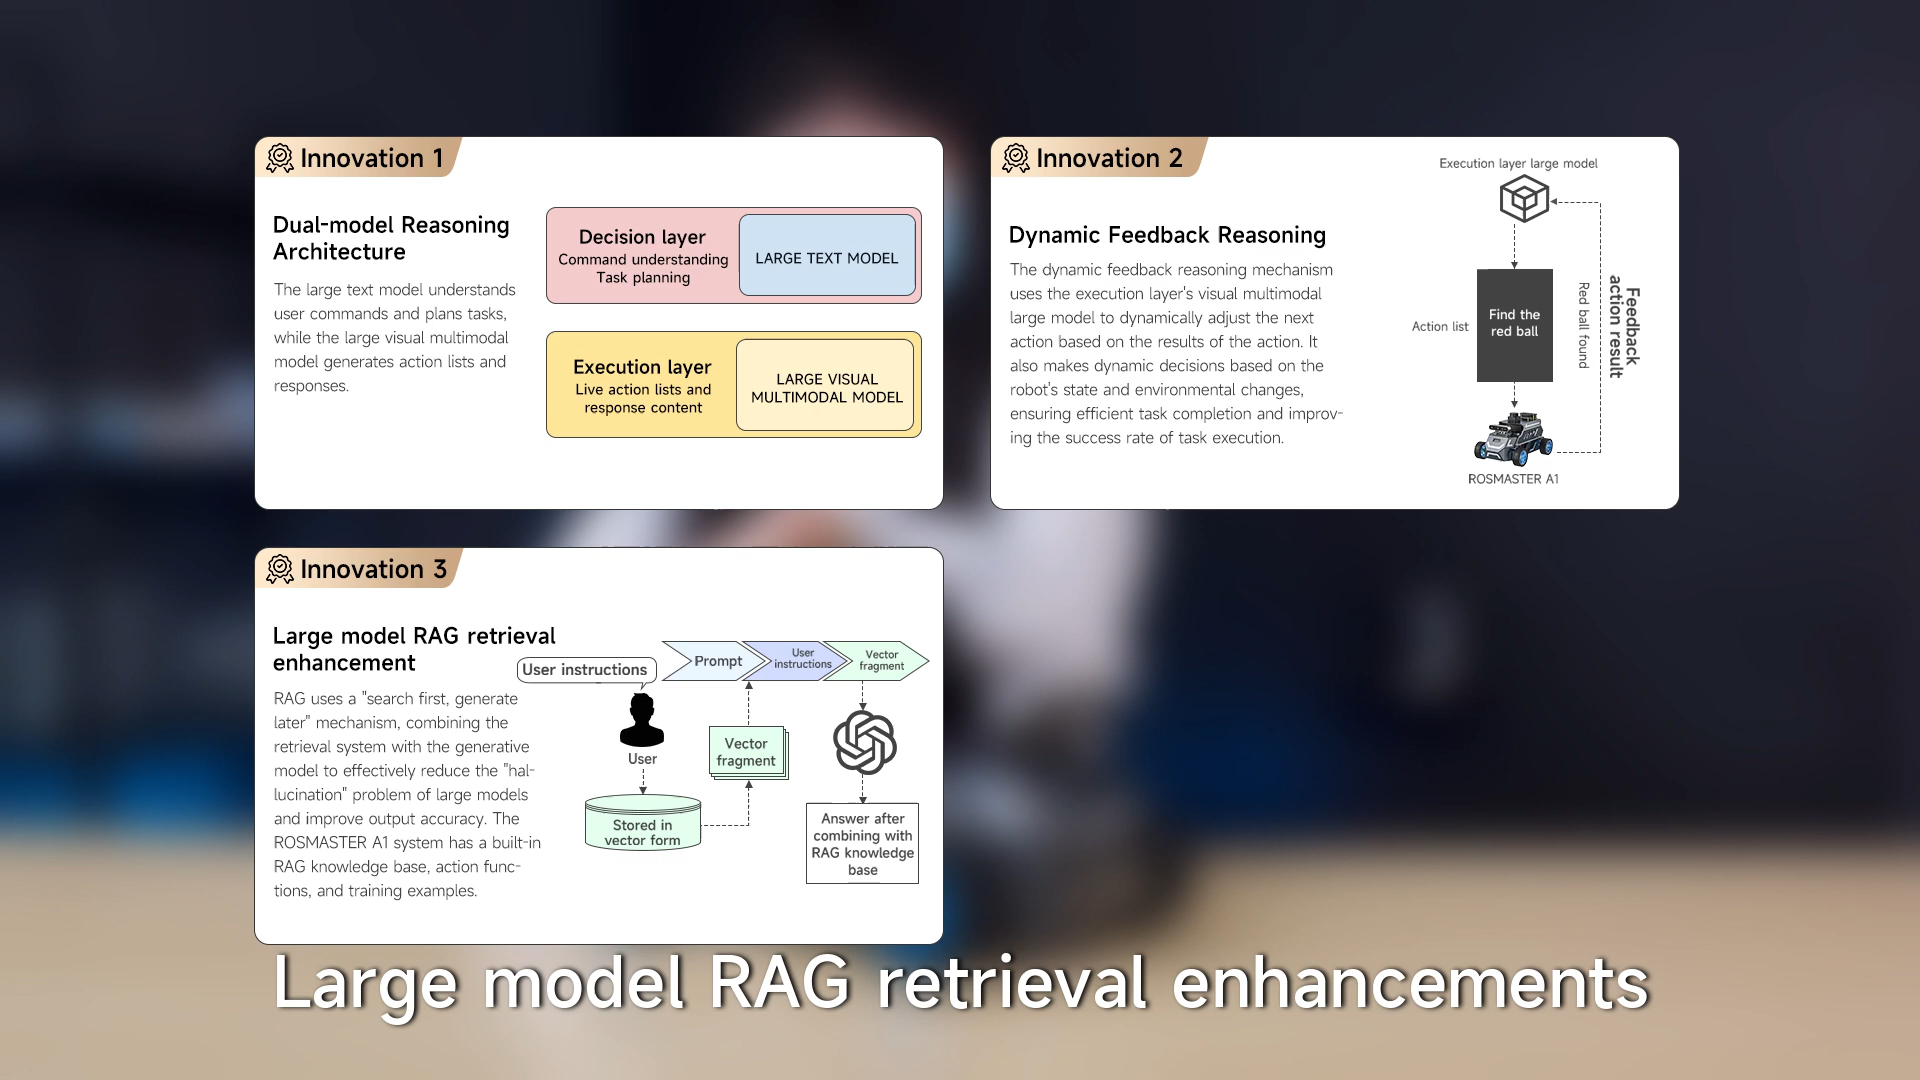 Innovation 1
Dual-model Reasoning
Architecture
The large text model understands
user commands and plans tasks,
while the large visual multimodal
model generates action lists and
responses.
Decision layer
Command understanding
Task planning
LARGE TEXT MODEL
Execution layer
Live action lists and
response content
LARGE VISUAL
MULTIMODAL MODEL
Innovation 2
Dynamic Feedback Reasoning
The dynamic feedback reasoning mechanism
uses the execution layer's visual multimodal
large model to dynamically adjust the next
action based on the results of the action. It
also makes dynamic decisions based on the
robot's state and environmental changes,
ensuring efficient task completion and improv-
ing the success rate of task execution.
Execution layer large model
Action list
Find the
red ball
Red ball found
Feedback
action result
ROSMASTER A1
Innovation 3
Large model RAG retrieval
enhancement
RAG uses a "search first, generate
later" mechanism, combining the
retrieval system with the generative
model to effectively reduce the "hal-
lucination" problem of large models
and improve output accuracy. The
ROSMASTER A1 system has a built-in
RAG knowledge base, action func-
tions, and training examples.
User instructions
User
Stored in
vector form
Vector
fragment
Prompt
User
instructions
Vector
fragment
Answer after
combining with
RAG knowledge
base
Large model RAG retrieval enhancements